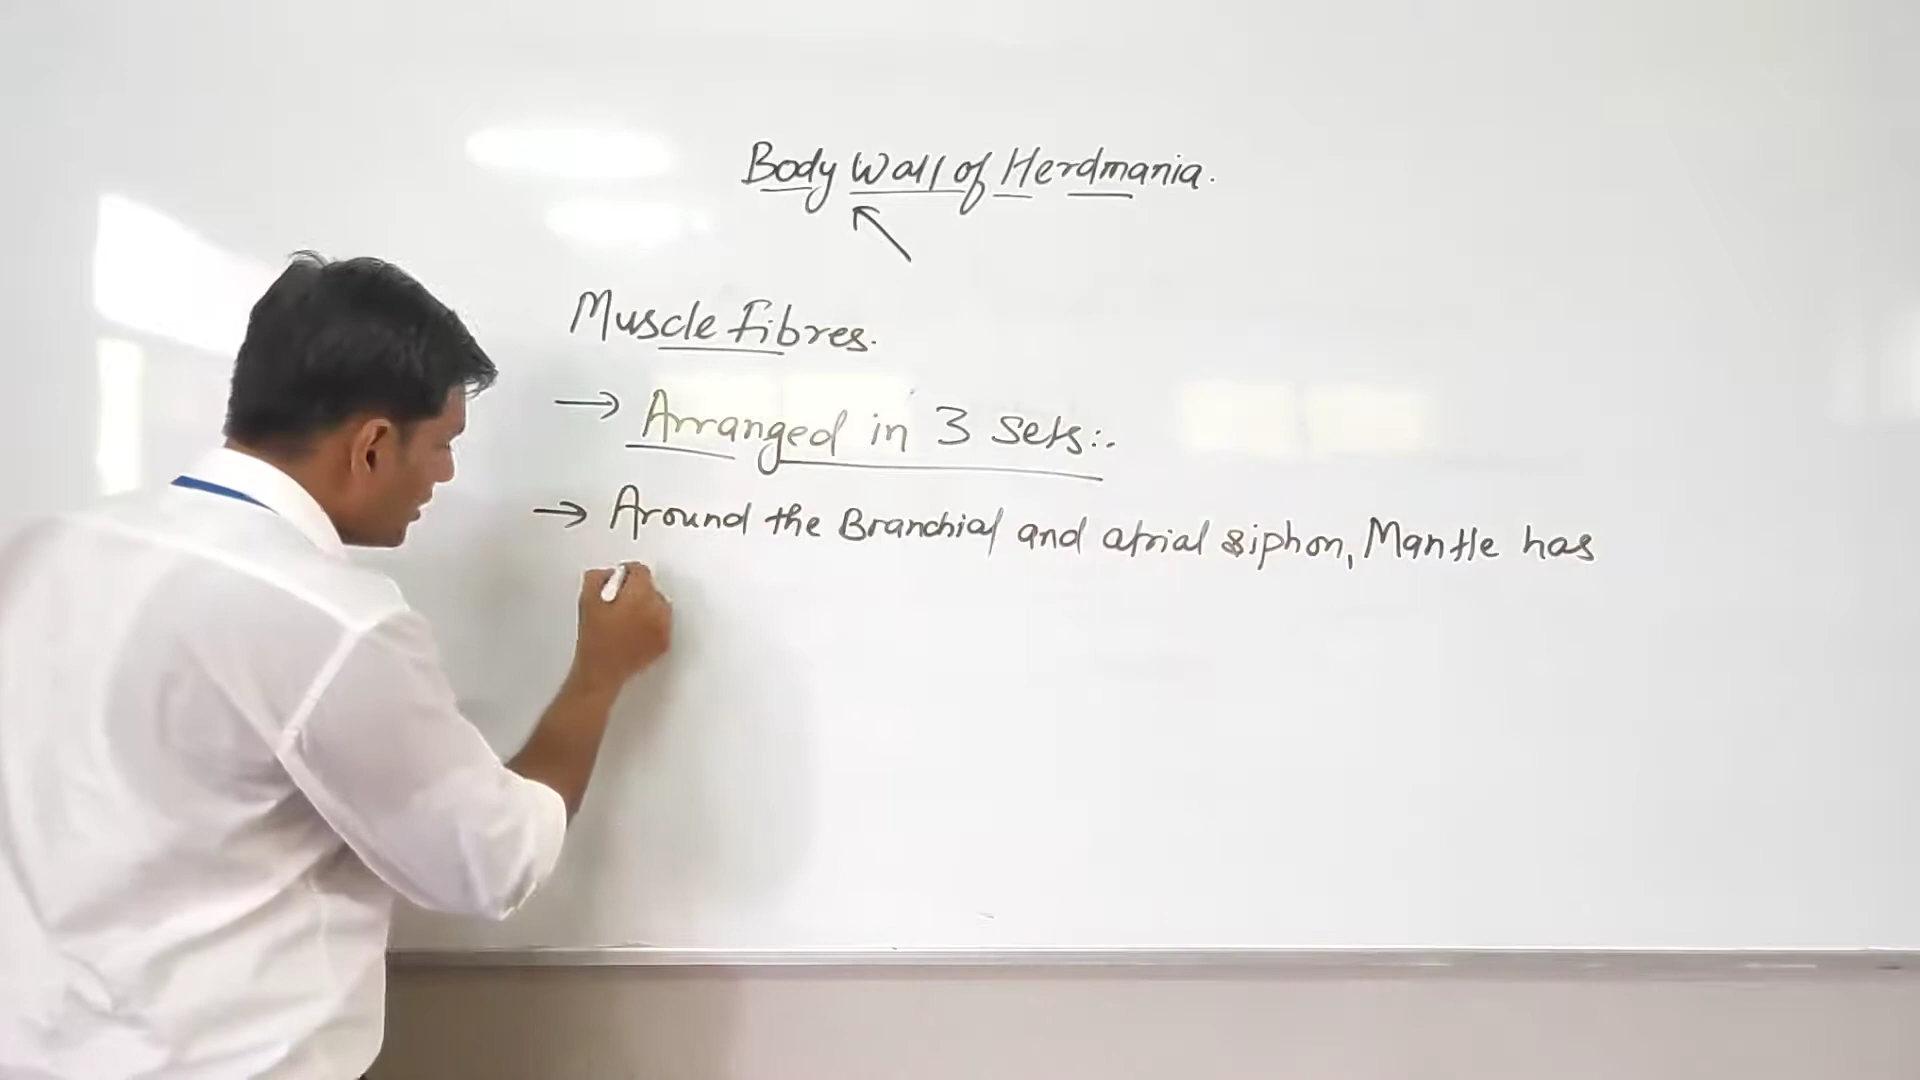 Body Wall of Herdmania.
Muscle fibres.
→ Arranged in 3 sets:.
→ Around the Branchial and atrial siphon, Mantle has